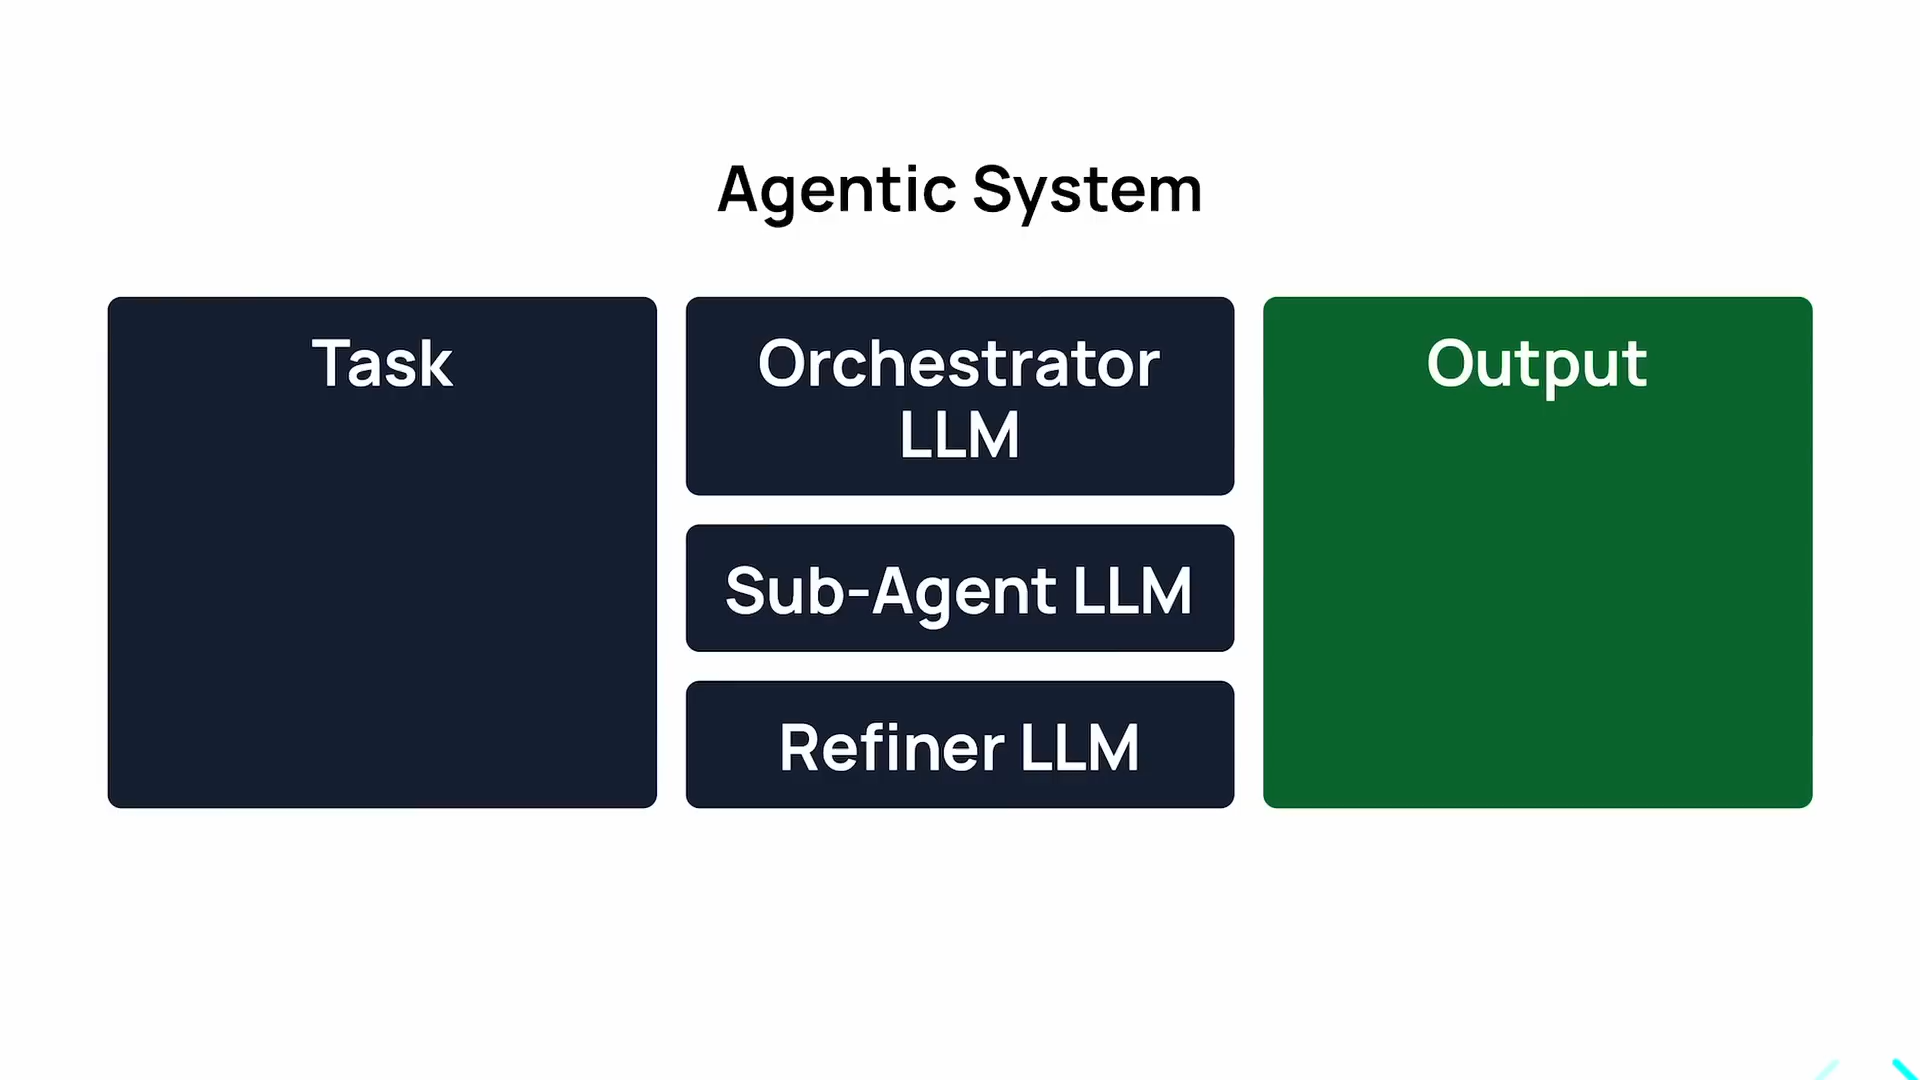 Agentic System
Task
Orchestrator
LLM
Sub-Agent LLM
Refiner LLM
Output